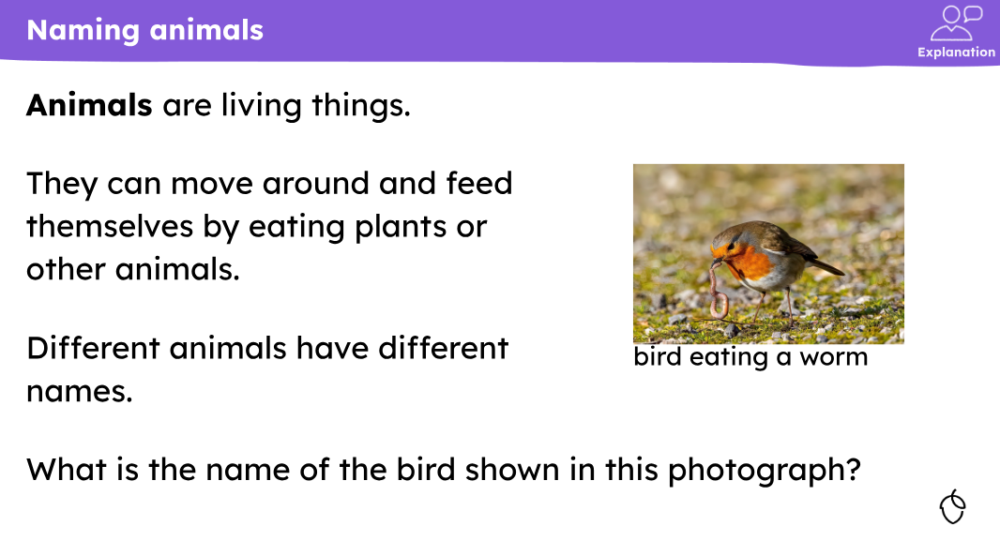 Naming animals
Explanation
Animals are living things.
They can move around and feed
themselves by eating plants or
other animals.
bird eating a worm
Different animals have different
names.
What is the name of the bird shown in this photograph?